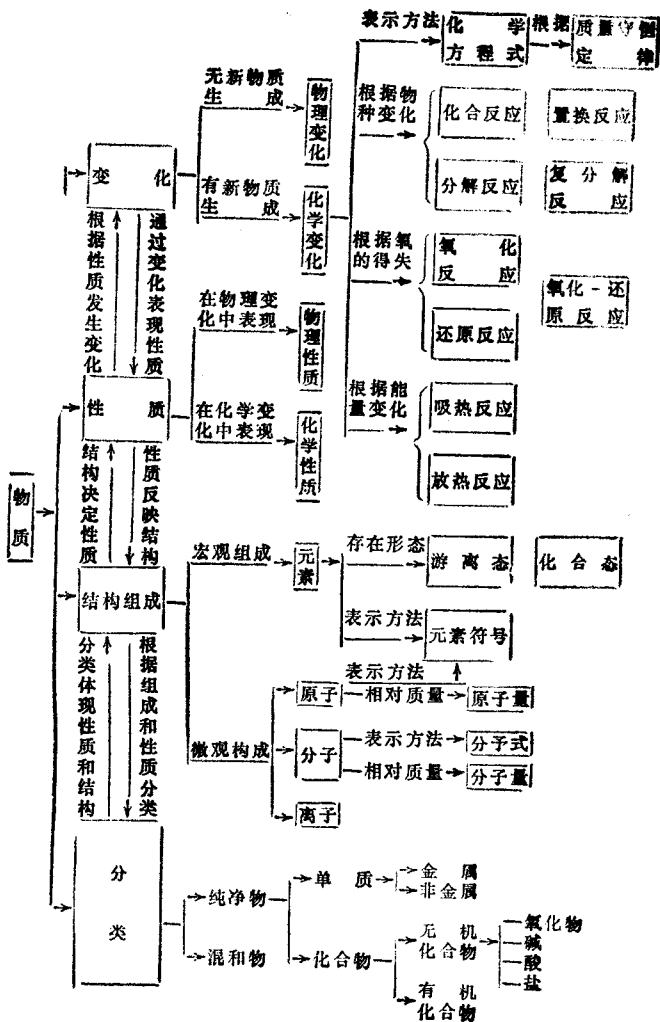 表示方法
化学
方程式
根据
质量守恒
定律
无新物质
生成
物理变化
根据物
种变化
化合反应
置换反应
分解反应
复分解
反应
变化
有新物质
生成
化学变化
根据氧
的得失
氧化
反应
还原反应
氧化-还
原反应
根据性质发生变化
通过变化表现性质
在物理变
化中表现
物理性质
性质
在化学变
化中表现
化学性质
根据能
量变化
吸热反应
放热反应
物质
结构决定性质
性质反映结构
宏观组成
元素
存在形态
游离态
化合态
结构组成
表示方法
元素符号
分类体现性质和结构
根据组成和性质分类
微观构成
原子
表示方法
相对质量
原子量
分子
表示方法
分子式
相对质量
分子量
离子
分
类
纯净物
单质
金属
非金属
混和物
化合物
无机
化合物
氧化物
碱
酸
盐
有机
化合物